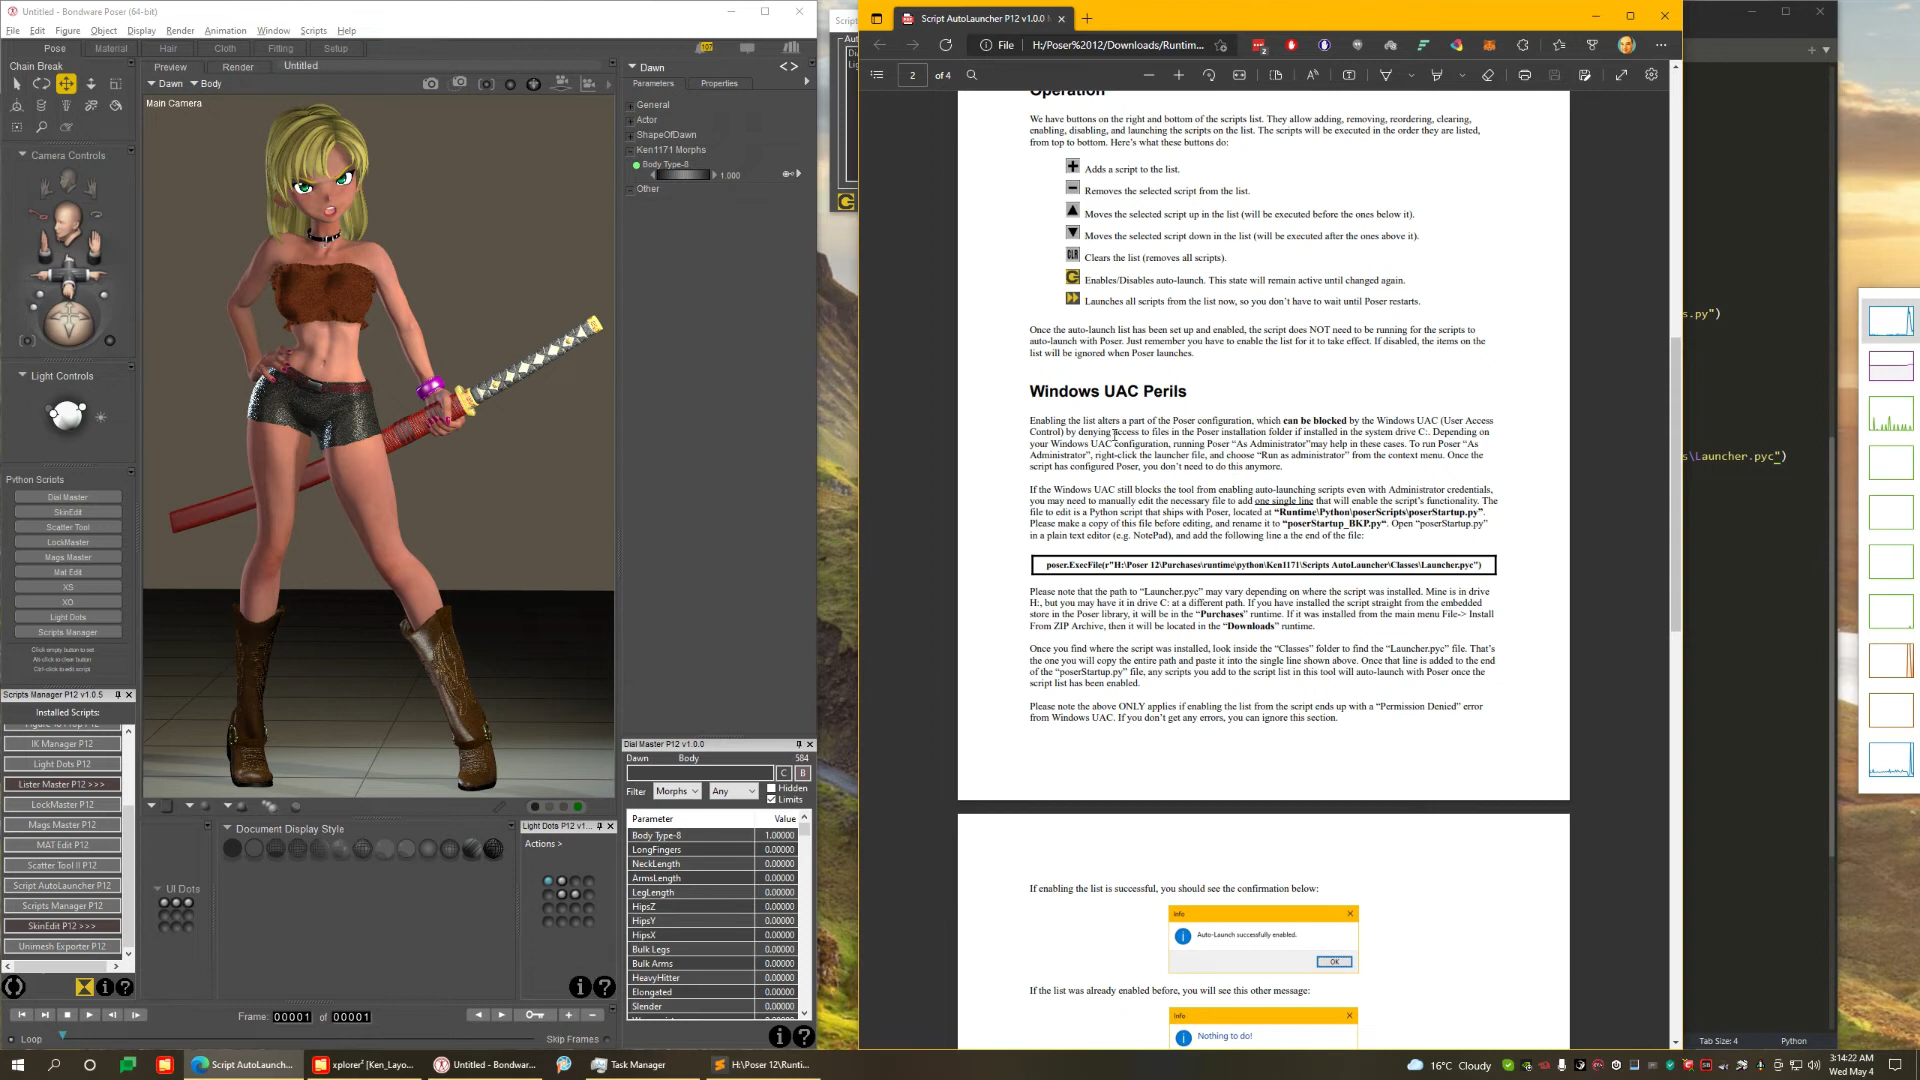 Untitled - Bondware Poser (64-bit)
File Edit Figure Object Display Render Animation Window Scripts Help
Pose Material Hair Cloth Fitting Setup
Chain Break
Preview Render Untitled
Dawn Body
Main Camera
Camera Controls
Light Controls
Python Scripts
Dial Master
SkinEdit
Scatter Tool
LockMaster
Mags Master
Mat Edit
XS
XO
Light Dots
Scripts Manager
Click empty button to set
Alt-click to clear button
Ctrl-click to edit script
Scripts Manager P12 v1.0.5
Installed Scripts:
IK Manager P12
Light Dots P12
Lister Master P12 >>>
LockMaster P12
Mags Master P12
MAT Edit P12
Scatter Tool II P12
Script AutoLauncher P12
Scripts Manager P12
SkinEdit P12 >>>
Unimesh Exporter P12
Document Display Style
UI Dots
Light Dots P12 v1...
Actions >
Frame: 00001 of 00001
Loop
Skip Frames
107
Dawn
Parameters Properties
General
Actor
ShapeOfDawn
Ken1171 Morphs
Body Type-8
1.000
Other
Dial Master P12 v1.0.0
Dawn Body 584
C B
Filter Morphs Any Hidden
Limits
Parameter Value
Body Type-8 1.00000
LongFingers 0.00000
NeckLength 0.00000
ArmsLength 0.00000
LegLength 0.00000
HipsZ 0.00000
HipsY 0.00000
HipsX 0.00000
Bulk Legs 0.00000
Bulk Arms 0.00000
HeavyHitter 0.00000
Elongated 0.00000
Slender 0.00000
Script AutoLauncher P12 v1.0.0
File H:/Poser%2012/Downloads/Runtim...
2 of 4
Operation
We have buttons on the right and bottom of the scripts list. They allow adding, removing, reordering, clearing,
enabling, disabling, and launching the scripts on the list. The scripts will be executed in the order they are listed,
from top to bottom. Here's what these buttons do:
Adds a script to the list.
Removes the selected script from the list.
Moves the selected script up in the list (will be executed before the ones below it).
Moves the selected script down in the list (will be executed after the ones above it).
CLR Clears the list (removes all scripts).
Enables/Disables auto-launch. This state will remain active until changed again.
Launches all scripts from the list now, so you don't have to wait until Poser restarts.
Once the auto-launch list has been set up and enabled, the script does NOT need to be running for the scripts to
auto-launch with Poser. Just remember you have to enable the list for it to take effect. If disabled, the items on the
list will be ignored when Poser launches.
Windows UAC Perils
Enabling the list alters a part of the Poser configuration, which can be blocked by the Windows UAC (User Access
Control) by denying access to files in the Poser installation folder if installed in the system drive C:. Depending on
your Windows UAC configuration, running Poser "As Administrator"may help in these cases. To run Poser "As
Administrator", right-click the launcher file, and choose "Run as administrator" from the context menu. Once the
script has configured Poser, you don't need to do this anymore.
If the Windows UAC still blocks the tool from enabling auto-launching scripts even with Administrator credentials,
you may need to manually edit the necessary file to add one single line that will enable the script's functionality. The
file to edit is a Python script that ships with Poser, located at "Runtime\Python\poserScripts\poserStartup.py".
Please make a copy of this file before editing, and rename it to "poserStartup_BKP.py". Open "poserStartup.py"
in a plain text editor (e.g. NotePad), and add the following line a the end of the file:
poser.ExecFile(r"H:\Poser 12\Purchases\runtime\python\Ken1171\Scripts AutoLauncher\Classes\Launcher.pyc")
Please note that the path to "Launcher.pyc" may vary depending on where the script was installed. Mine is in drive
H:, but you may have it in drive C: at a different path. If you have installed the script straight from the embedded
store in the Poser library, it will be in the "Purchases" runtime. If it was installed from the main menu File-> Install
From ZIP Archive, then it will be located in the "Downloads" runtime.
Once you find where the script was installed, look inside the "Classes" folder to find the "Launcher.pyc" file. That's
the one you will copy the entire path and paste it into the single line shown above. Once that line is added to the end
of the "poserStartup.py" file, any scripts you add to the script list in this tool will auto-launch with Poser once the
script list has been enabled.
Please note the above ONLY applies if enabling the list from the script ends up with a "Permission Denied" error
from Windows UAC. If you don't get any errors, you can ignore this section.
If enabling the list is successful, you should see the confirmation below:
Info
Auto-Launch successfully enabled.
OK
If the list was already enabled before, you will see this other message:
Info
Nothing to do!
s.py")
s\Launcher.pyc")
Tab Size: 4 Python
Script AutoLaunch...
xplorer² [Ken_Layo...
Untitled - Bondwar...
Task Manager
H:\Poser 12\Runti...
16°C Cloudy
3:14:22 AM
Wed May 4